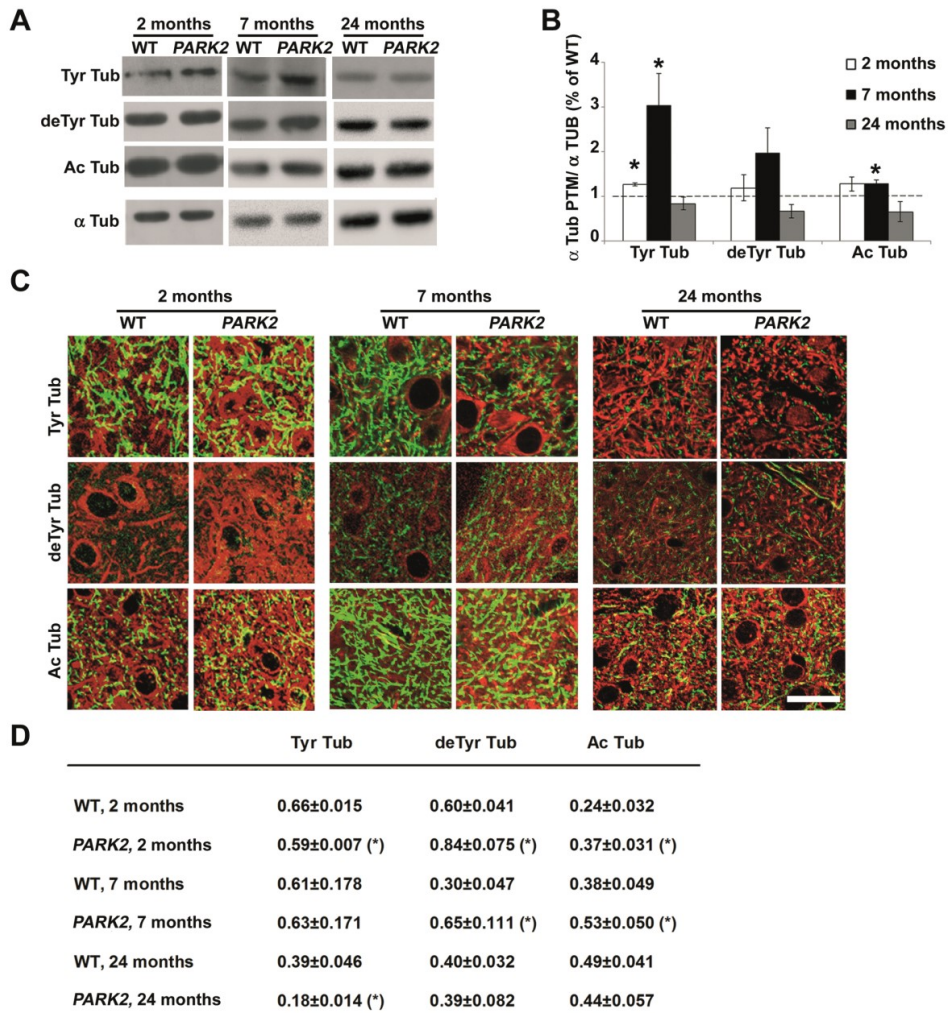 A
2 months 7 months 24 months
WT PARK2 WT PARK2 WT PARK2
Tyr Tub
deTyr Tub
Ac Tub
α Tub
B
α Tub PTM/ α TUB (% of WT)
4
3
2
1
0
* * *
2 months
7 months
24 months
Tyr Tub deTyr Tub Ac Tub
C
2 months 7 months 24 months
WT PARK2 WT PARK2 WT PARK2
Tyr Tub
deTyr Tub
Ac Tub
D
Tyr Tub deTyr Tub Ac Tub
WT, 2 months 0.66±0.015 0.60±0.041 0.24±0.032
PARK2, 2 months 0.59±0.007 (*) 0.84±0.075 (*) 0.37±0.031 (*)
WT, 7 months 0.61±0.178 0.30±0.047 0.38±0.049
PARK2, 7 months 0.63±0.171 0.65±0.111 (*) 0.53±0.050 (*)
WT, 24 months 0.39±0.046 0.40±0.032 0.49±0.041
PARK2, 24 months 0.18±0.014 (*) 0.39±0.082 0.44±0.057